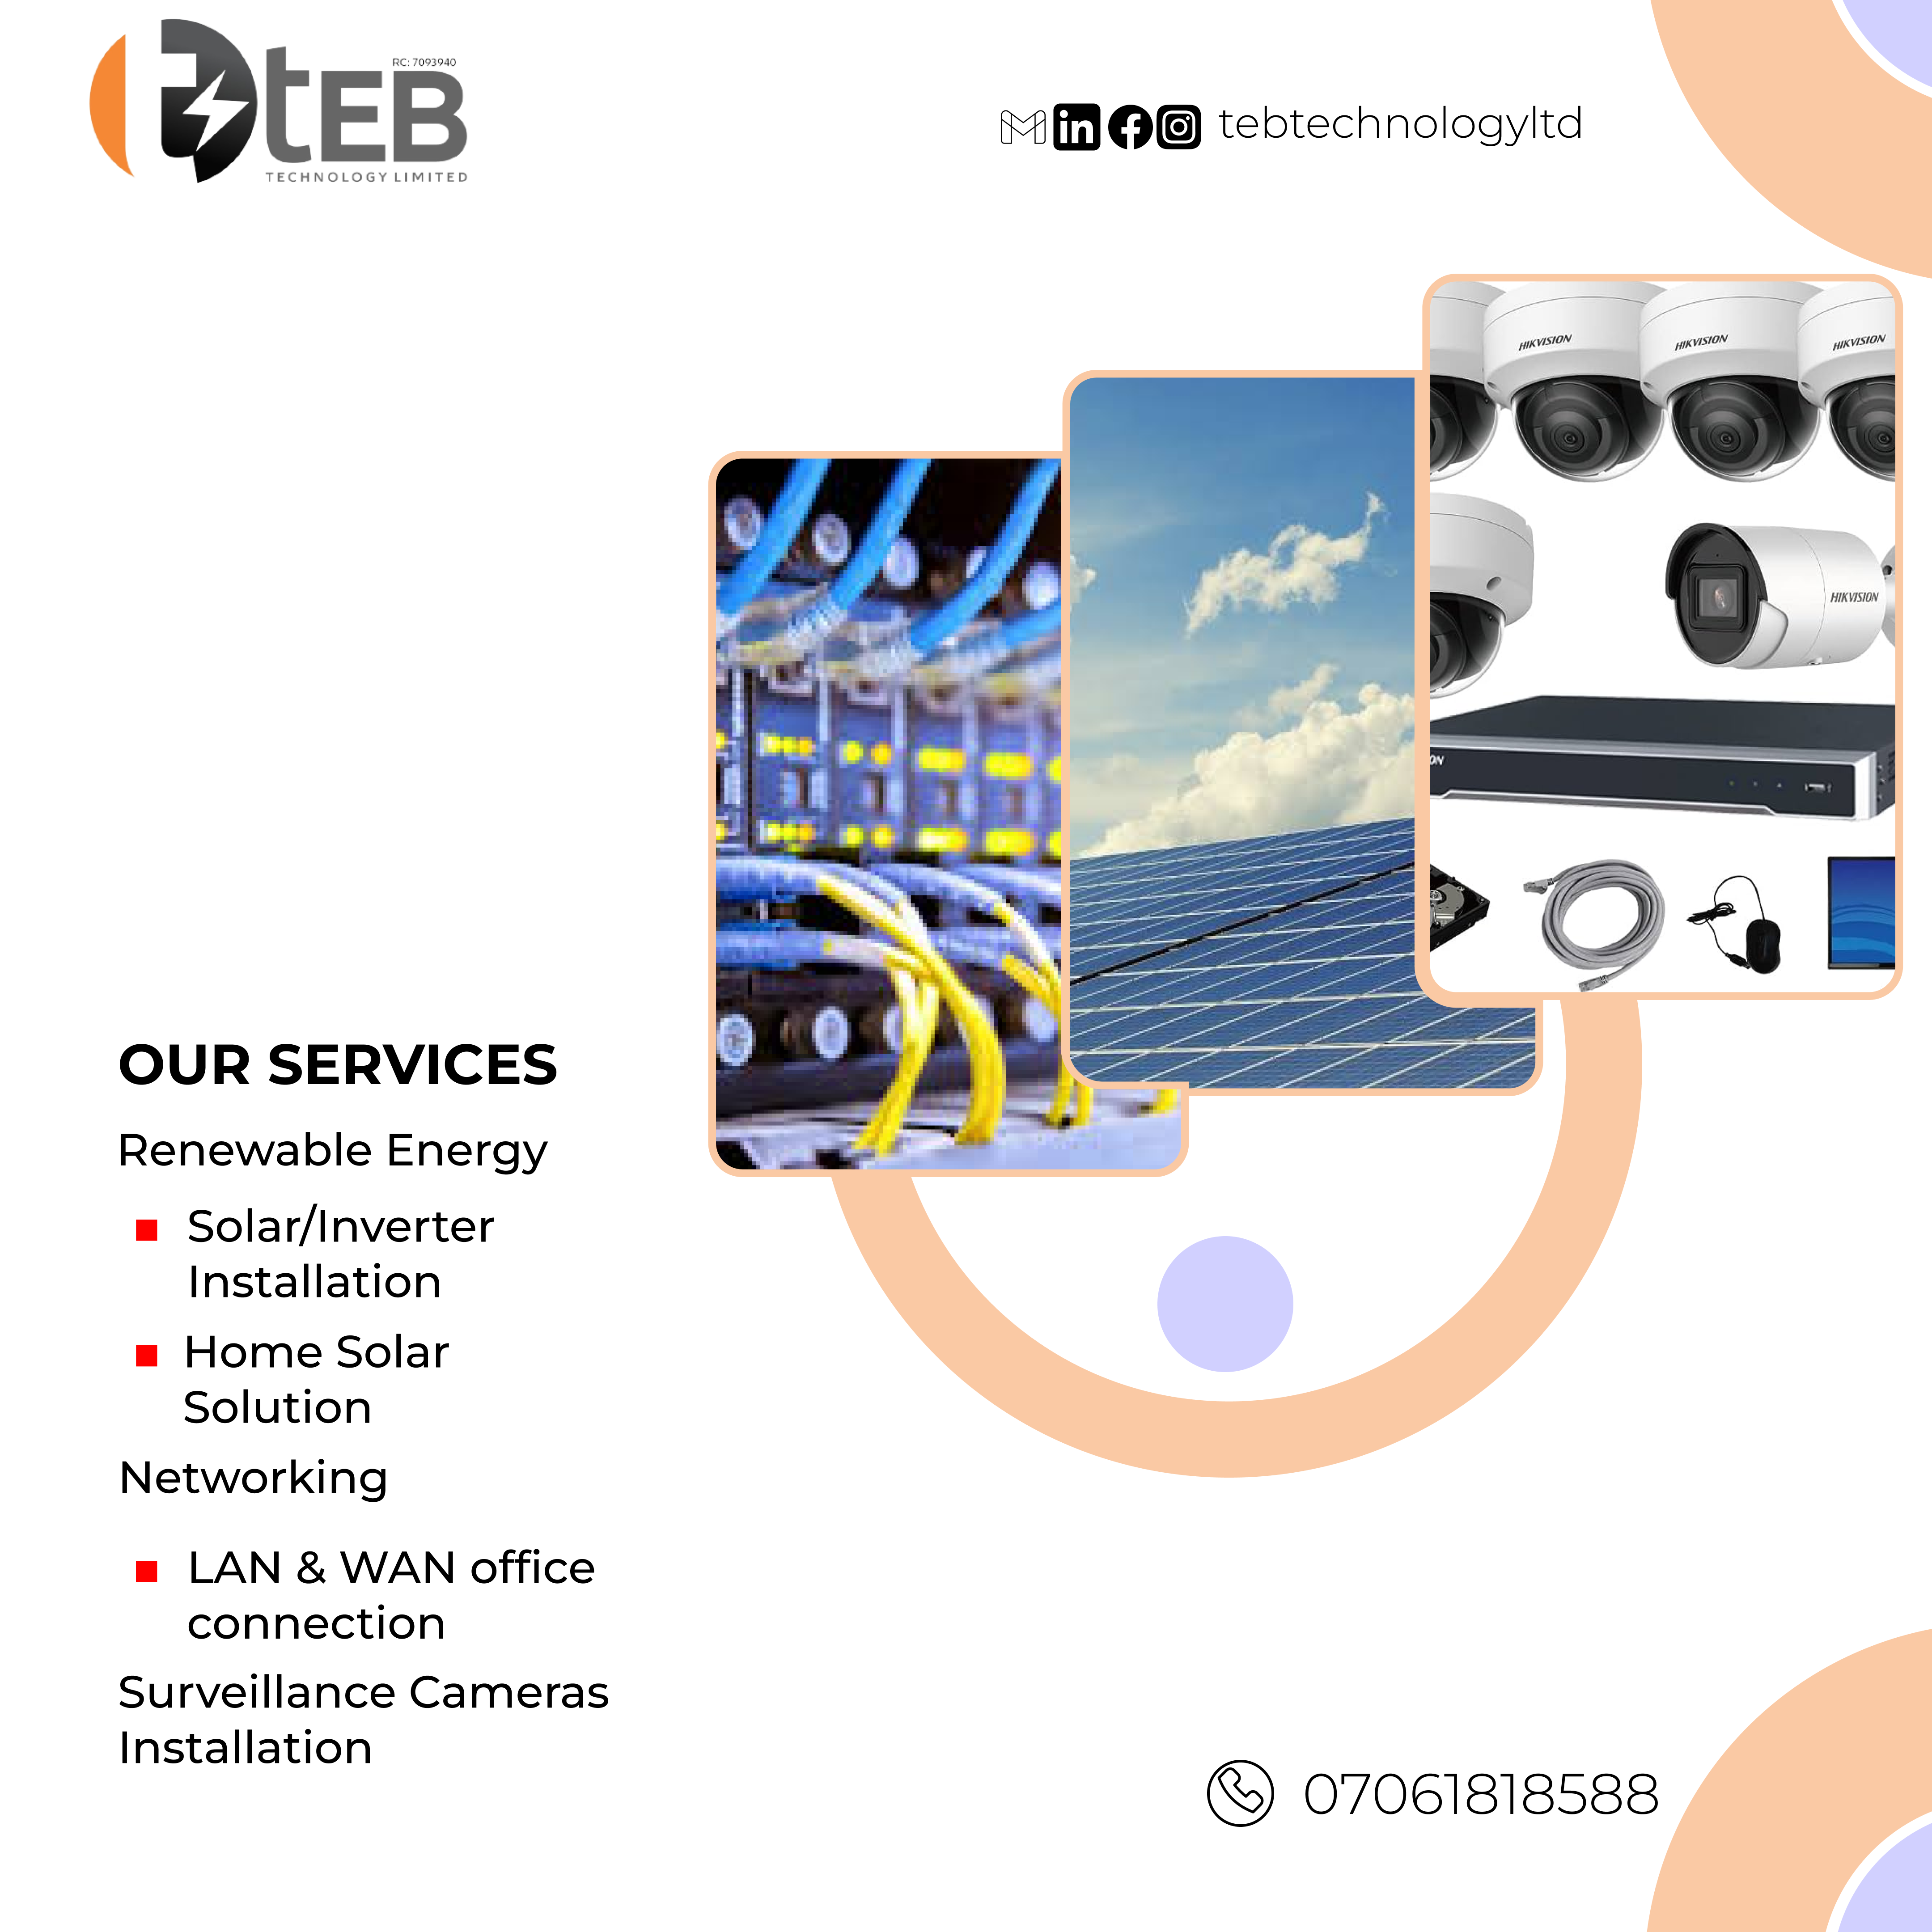 RC: 7093940
tEB
TECHNOLOGY LIMITED
tebtechnologyltd
HIKVISION
HIKVISION
HIKVISION
HIKVISION
ON
OUR SERVICES
Renewable Energy
Solar/Inverter
Installation
Home Solar
Solution
Networking
LAN & WAN office
connection
Surveillance Cameras
Installation
07061818588